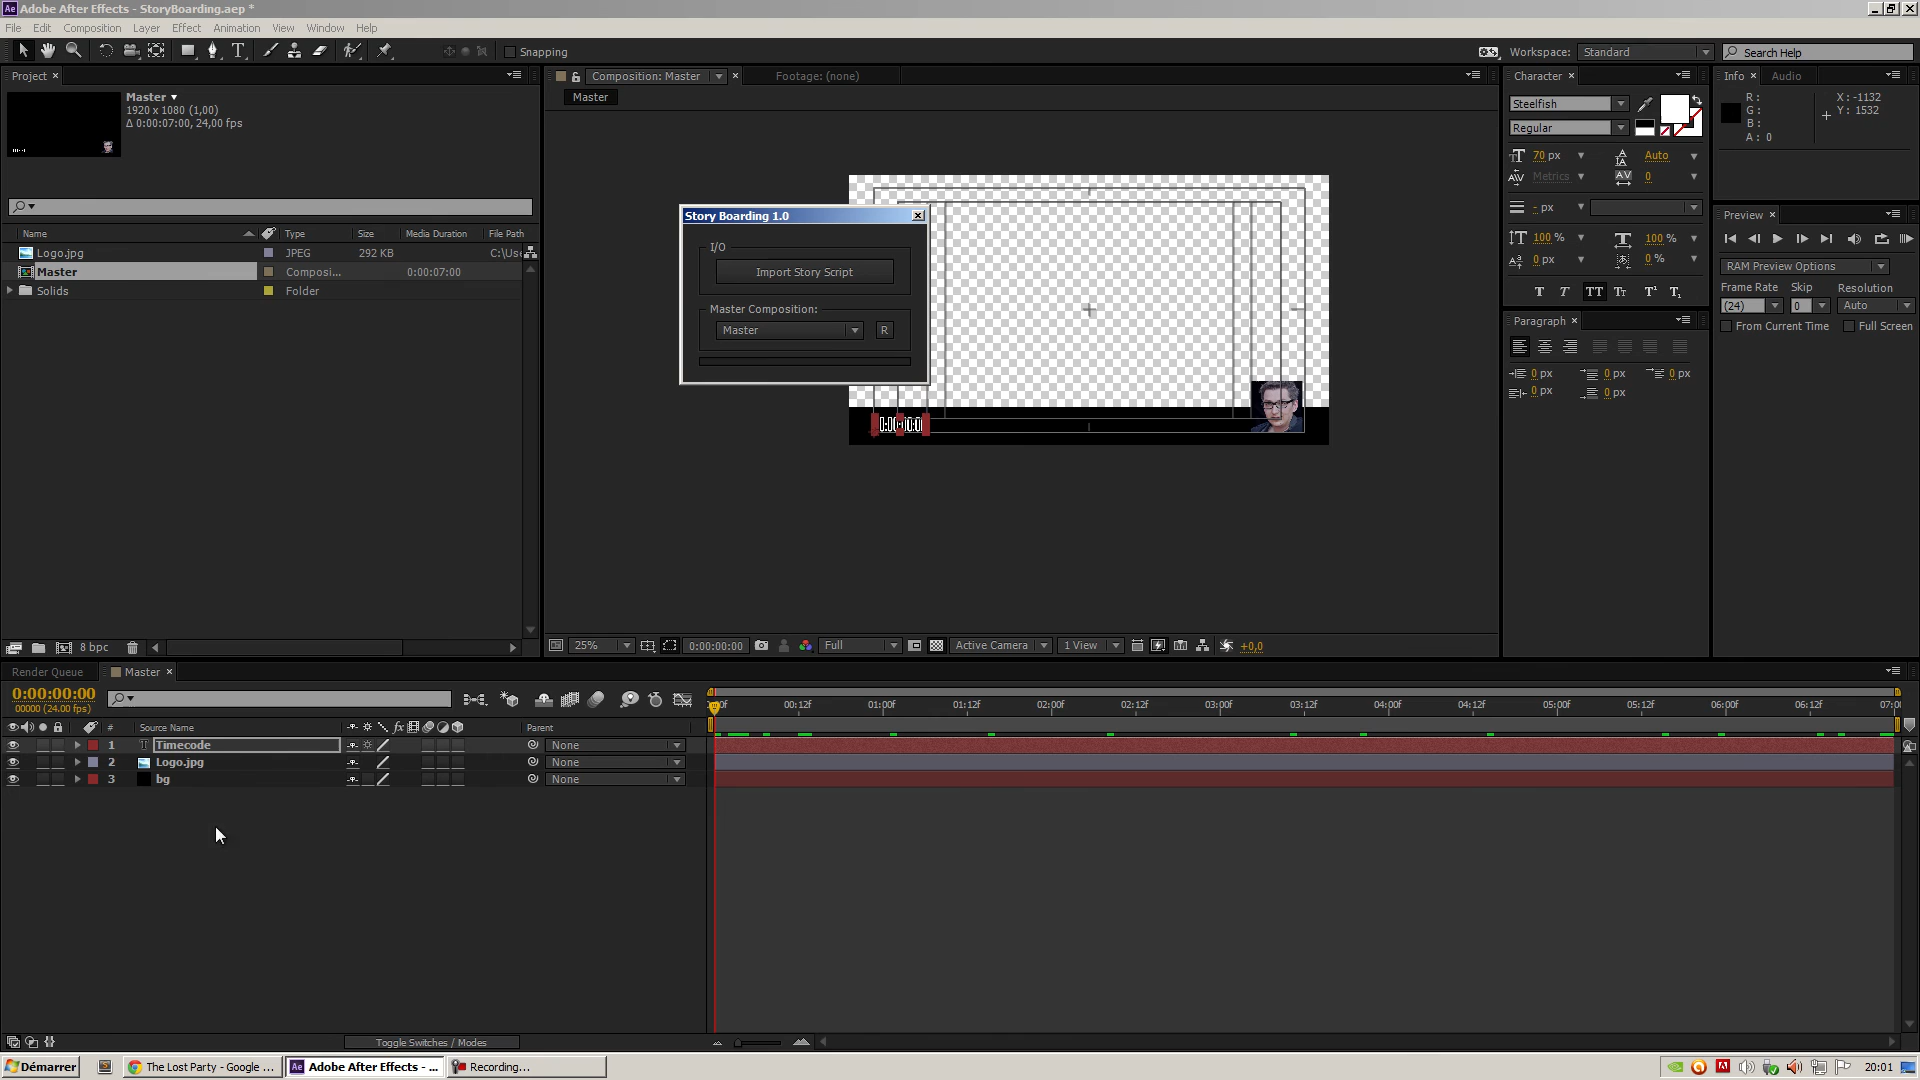 Adobe After Effects - StoryBoarding.aep *
File Edit Composition Layer Effect Animation View Window Help
Snapping
Workspace: Standard
Search Help
Project
Master
1920 x 1080 (1,00)
Δ 0:00:07:00, 24,00 fps
Name Type Size Media Duration File Path
Logo.jpg JPEG 292 KB C:\Use
Master Composi... 0:00:07:00
Solids Folder
8 bpc
Composition: Master
Footage: (none)
Master
Story Boarding 1.0
I/O
Import Story Script
Master Composition:
Master
R
25%
0:00:00:00
Full
Active Camera
1 View
+0,0
Character
Steelfish
Regular
70 px
Auto
Metrics
0
- px
100 %
100 %
0 px
0 %
Paragraph
0 px
0 px
0 px
0 px
0 px
Info
Audio
R :
G :
B :
A : 0
X : -1132
Y : 1532
Preview
RAM Preview Options
Frame Rate Skip Resolution
(24) 0 Auto
From Current Time Full Screen
Render Queue
Master
0:00:00:00
00000 (24.00 fps)
# Source Name Parent
1 Timecode None
2 Logo.jpg None
3 bg None
00:12f 01:00f 01:12f 02:00f 02:12f 03:00f 03:12f 04:00f 04:12f 05:00f 05:12f 06:00f 06:12f 07:00
Toggle Switches / Modes
Démarrer
The Lost Party - Google ...
Adobe After Effects - ...
Recording...
20:01